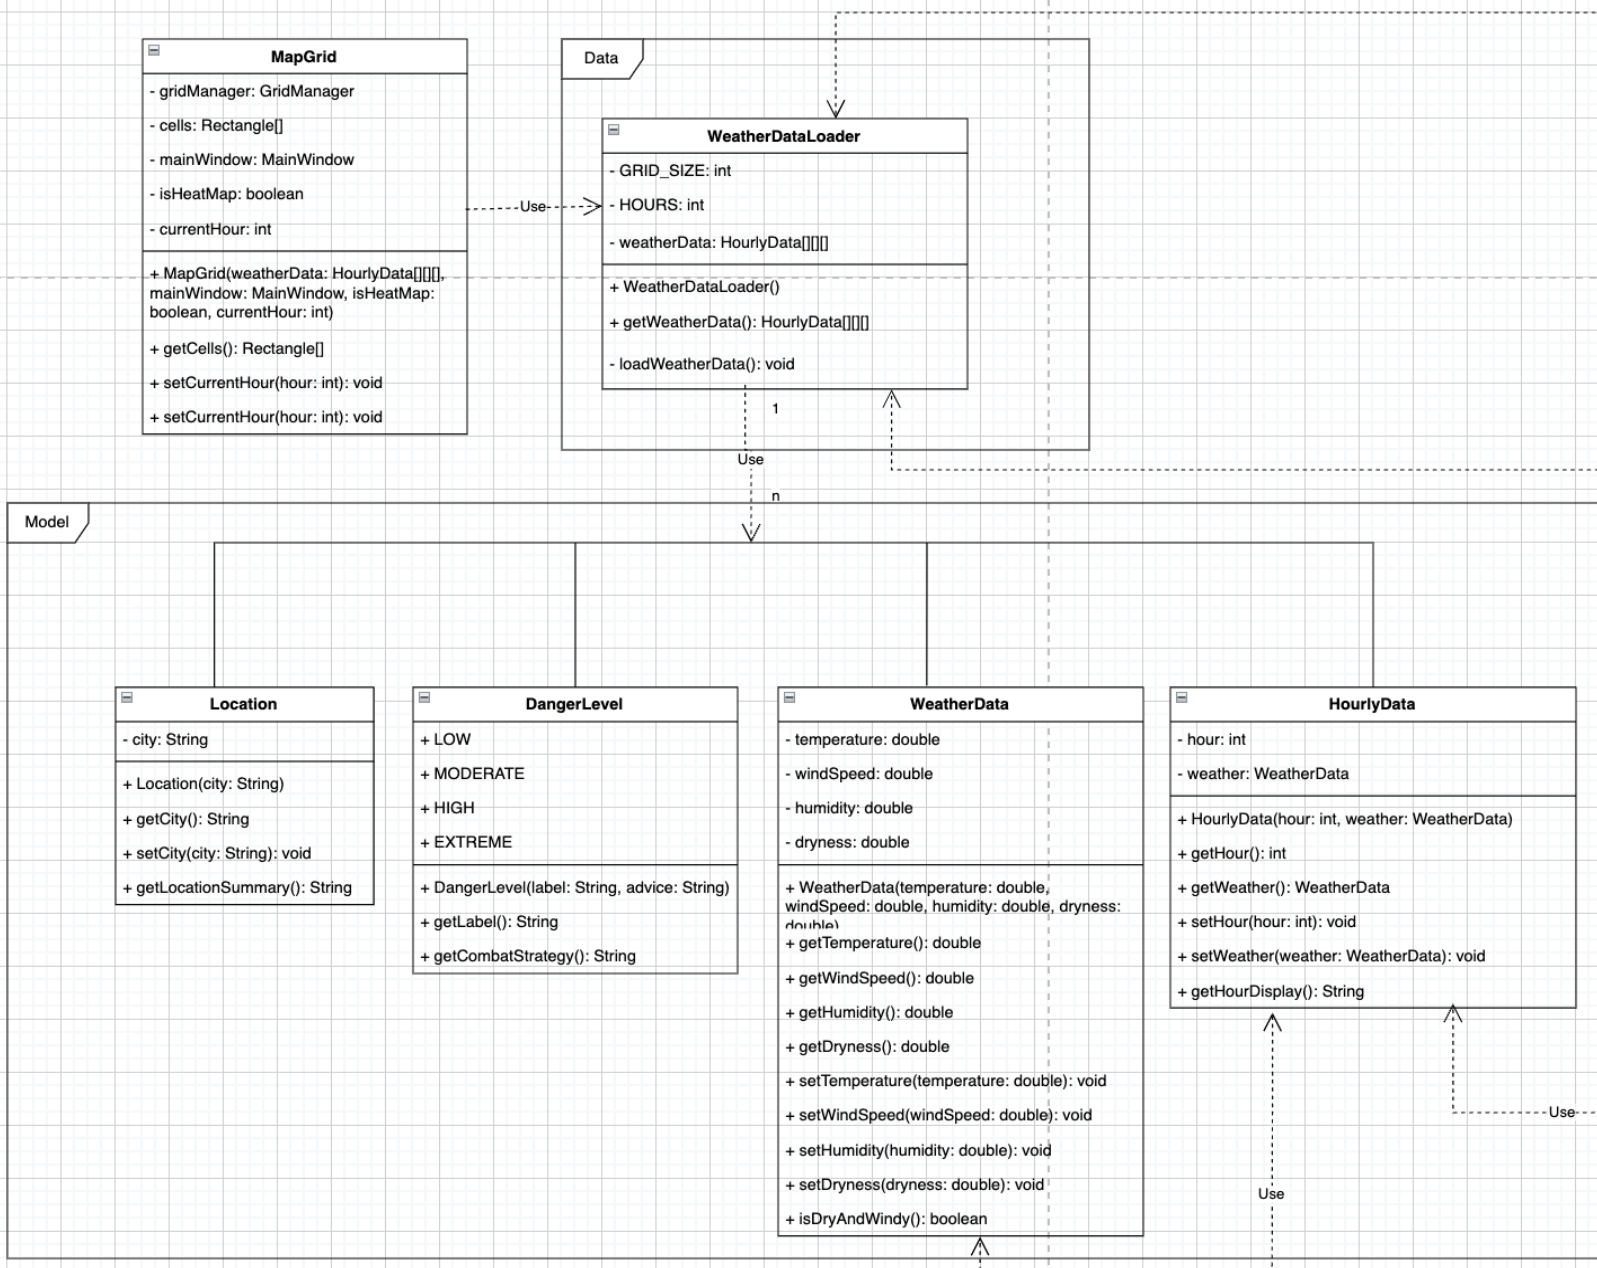 MapGrid
- gridManager: GridManager
- cells: Rectangle[]
- mainWindow: MainWindow
- isHeatMap: boolean
- currentHour: int
+ MapGrid(weatherData: HourlyData[][][],
mainWindow: MainWindow, isHeatMap:
boolean, currentHour: int)
+ getCells(): Rectangle[]
+ setCurrentHour(hour: int): void
+ setCurrentHour(hour: int): void
Use
Data
WeatherDataLoader
- GRID_SIZE: int
- HOURS: int
- weatherData: HourlyData[][][]
+ WeatherDataLoader()
+ getWeatherData(): HourlyData[][][]
- loadWeatherData(): void
1
Use
n
Model
Location
- city: String
+ Location(city: String)
+ getCity(): String
+ setCity(city: String): void
+ getLocationSummary(): String
DangerLevel
+ LOW
+ MODERATE
+ HIGH
+ EXTREME
+ DangerLevel(label: String, advice: String)
+ getLabel(): String
+ getCombatStrategy(): String
WeatherData
- temperature: double
- windSpeed: double
- humidity: double
- dryness: double
+ WeatherData(temperature: double,
windSpeed: double, humidity: double, dryness:
double)
+ getTemperature(): double
+ getWindSpeed(): double
+ getHumidity(): double
+ getDryness(): double
+ setTemperature(temperature: double): void
+ setWindSpeed(windSpeed: double): void
+ setHumidity(humidity: double): void
+ setDryness(dryness: double): void
+ isDryAndWindy(): boolean
HourlyData
- hour: int
- weather: WeatherData
+ HourlyData(hour: int, weather: WeatherData)
+ getHour(): int
+ getWeather(): WeatherData
+ setHour(hour: int): void
+ setWeather(weather: WeatherData): void
+ getHourDisplay(): String
Use
Use